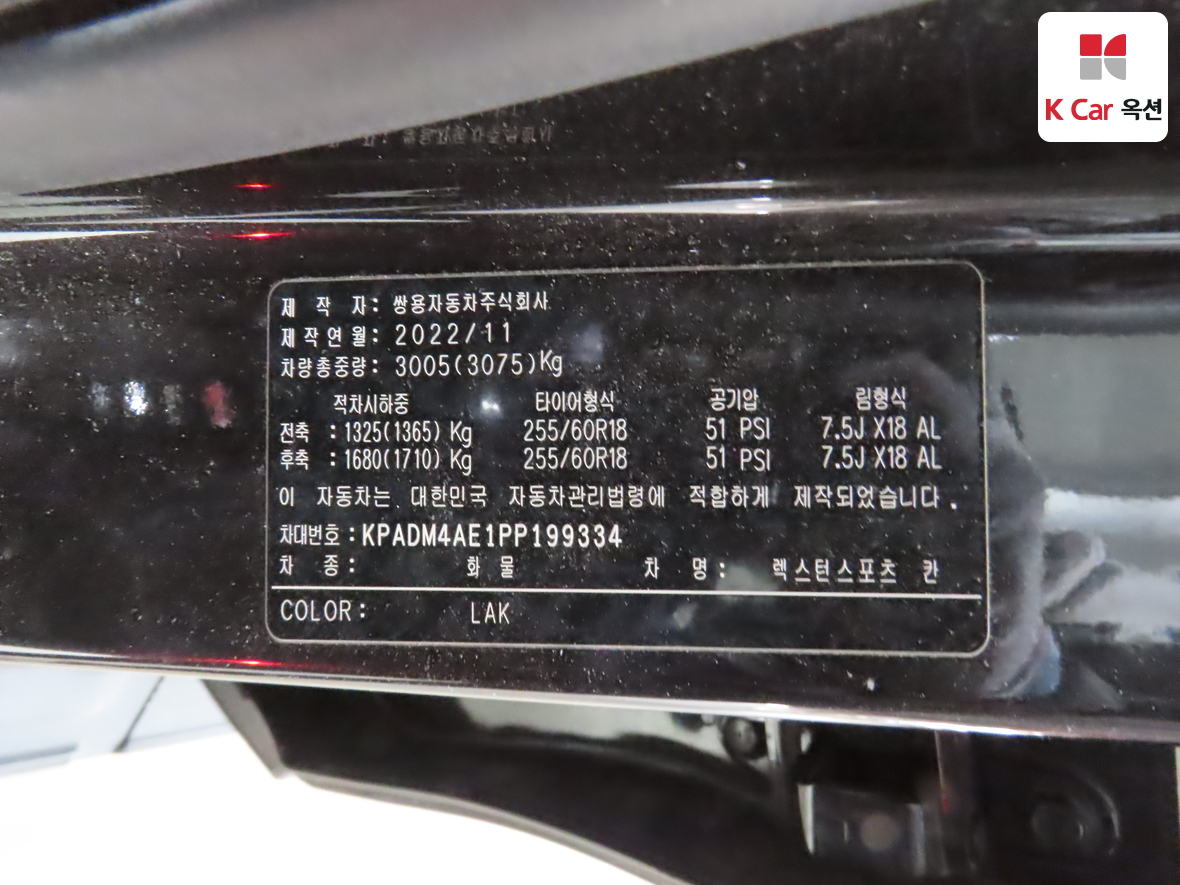 K Car 옥션
제 작 자 : 쌍용자동차주식회사
제작연월 : 2022/11
차량총중량 : 3005(3075)Kg
적차시하중 타이어형식 공기압 림형식
전축 : 1325(1365) Kg 255/60R18 51 PSI 7.5J X18 AL
후축 : 1680(1710) Kg 255/60R18 51 PSI 7.5J X18 AL
이 자동차는 대한민국 자동차관리법령에 적합하게 제작되었습니다.
차대번호 : KPADM4AE1PP199334
차 종 : 화 물 차 명 : 렉스턴스포츠 칸
COLOR : LAK